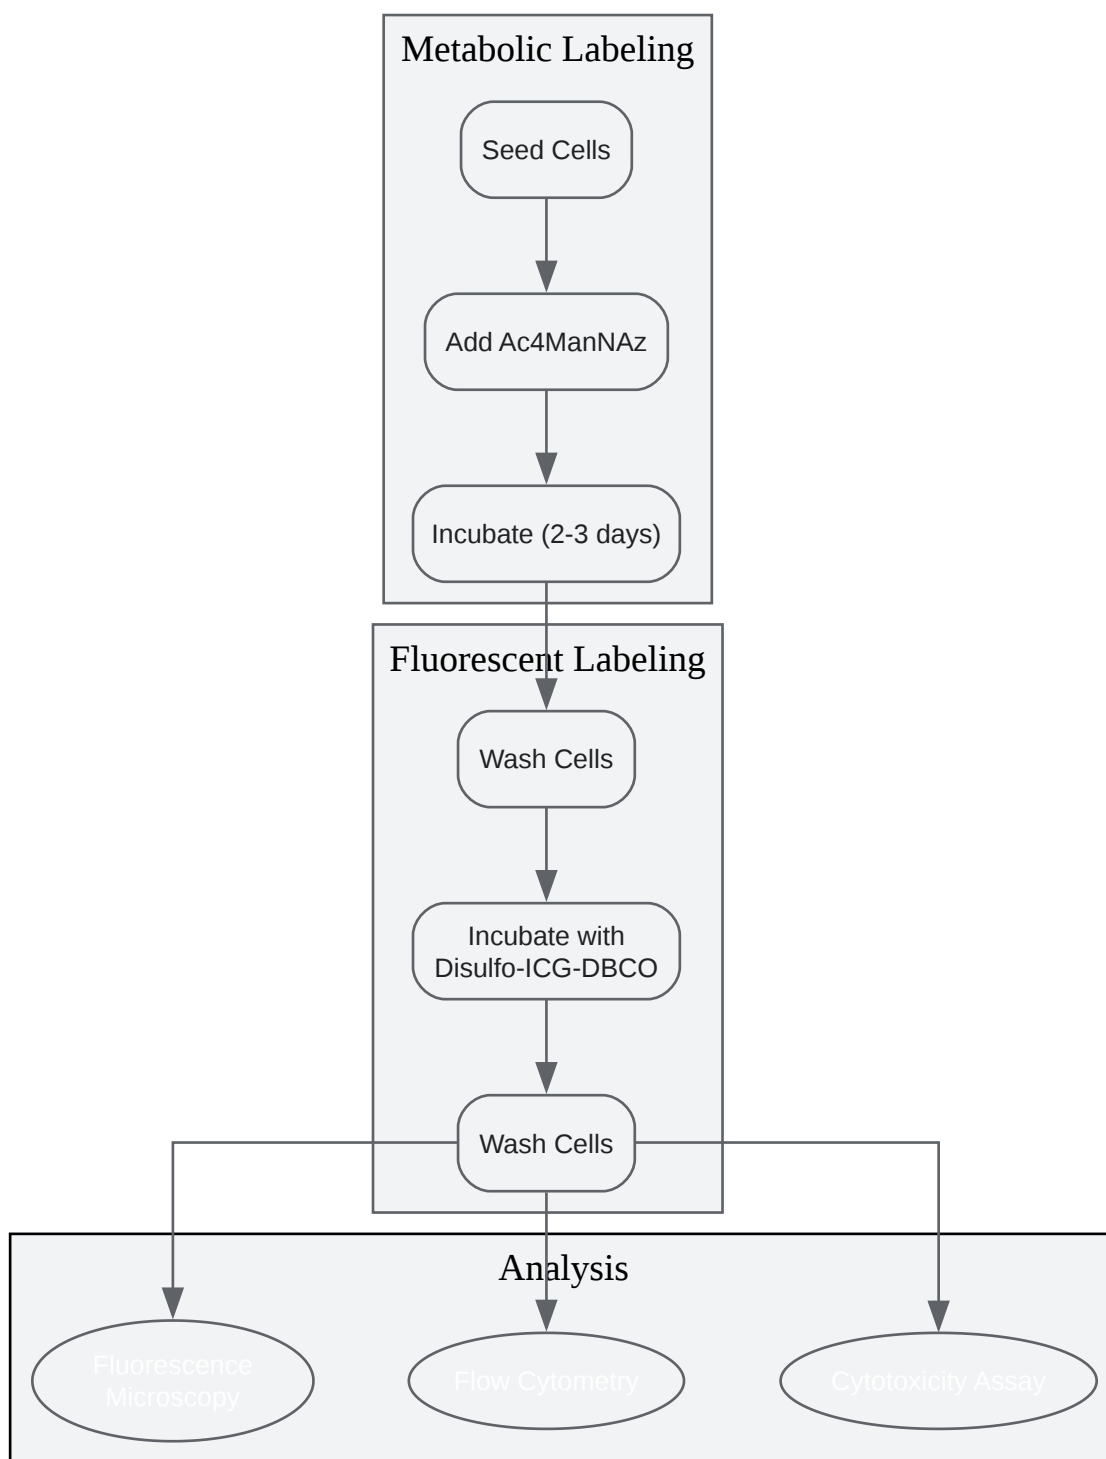 Metabolic Labeling
Seed Cells
Add Ac4ManNAz
Incubate (2-3 days)
Fluorescent Labeling
Wash Cells
Incubate with
Disulfo-ICG-DBCO
Wash Cells
Analysis
Fluorescence
Microscopy
Flow Cytometry
Cytotoxicity Assay